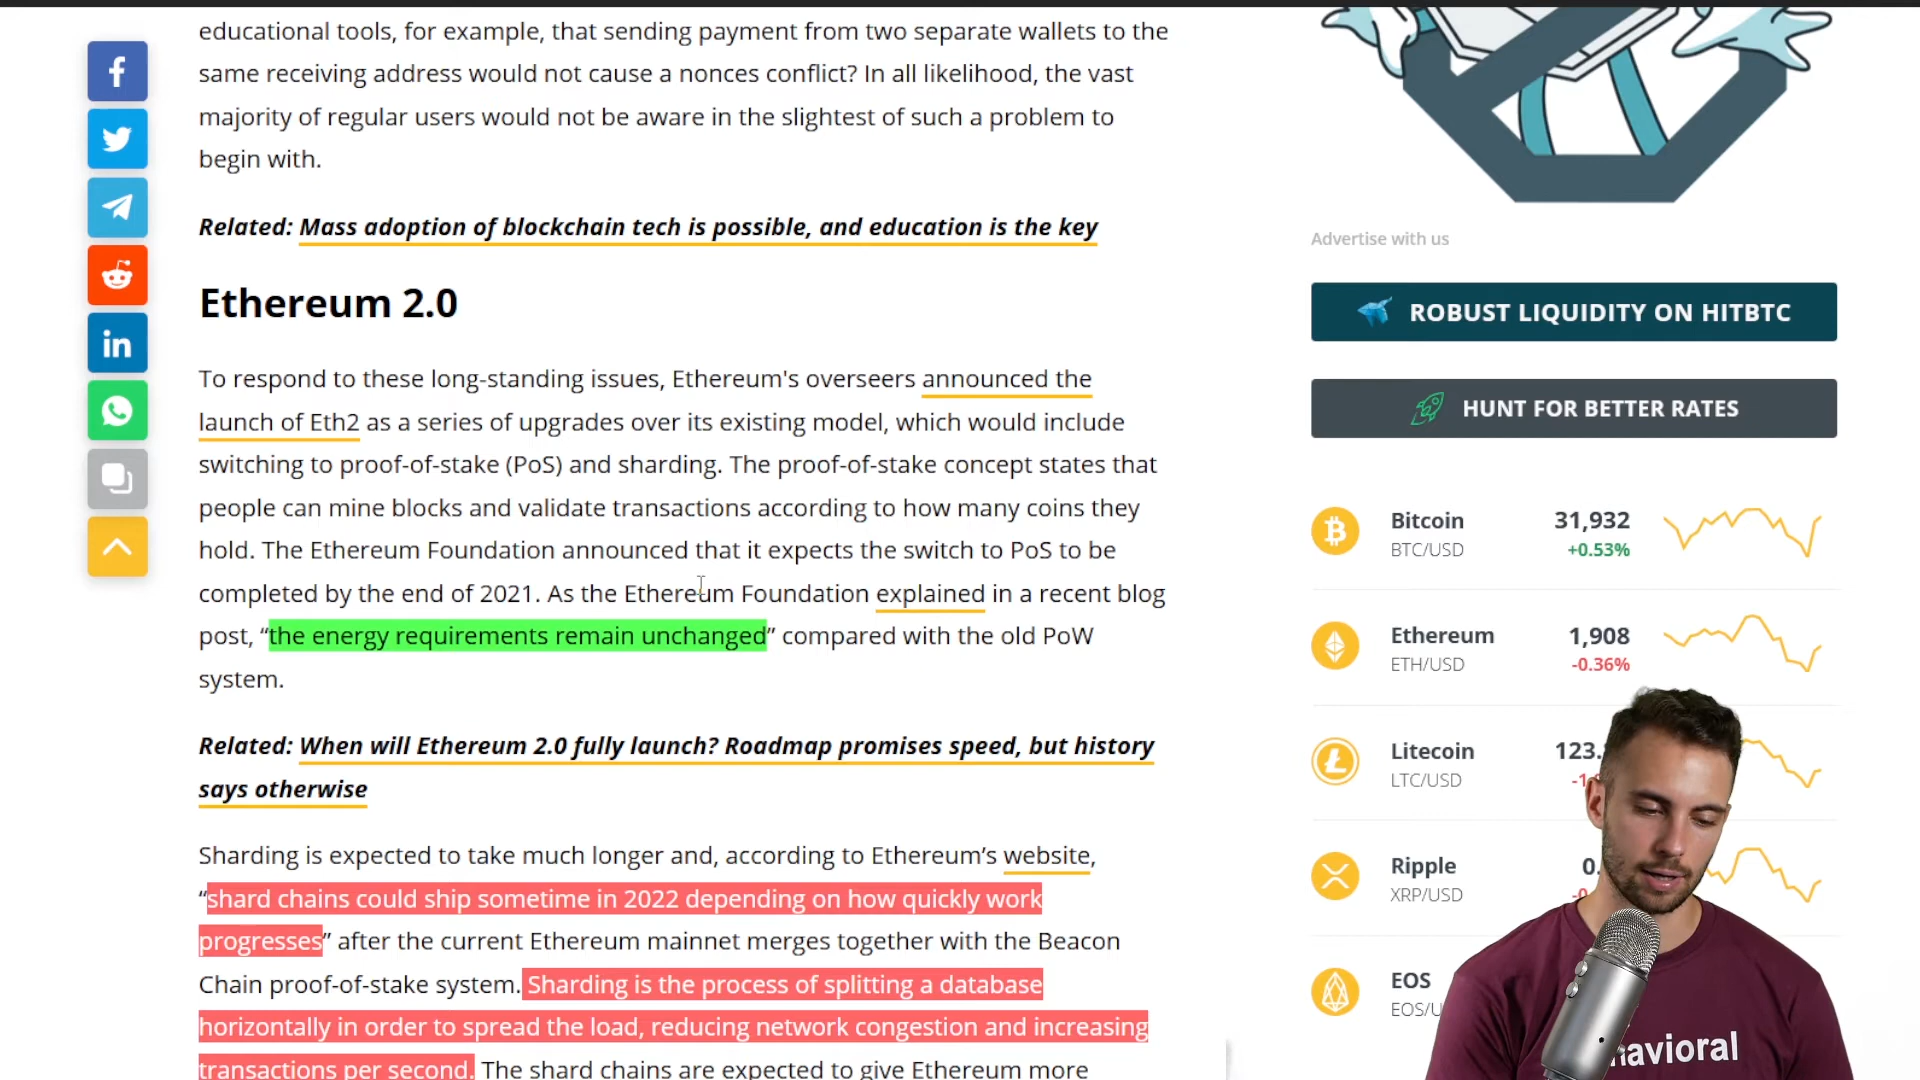 educational tools, for example, that sending payment from two separate wallets to the
same receiving address would not cause a nonces conflict? In all likelihood, the vast
majority of regular users would not be aware in the slightest of such a problem to
begin with.
Related: Mass adoption of blockchain tech is possible, and education is the key
Ethereum 2.0
To respond to these long-standing issues, Ethereum's overseers announced the
launch of Eth2 as a series of upgrades over its existing model, which would include
switching to proof-of-stake (PoS) and sharding. The proof-of-stake concept states that
people can mine blocks and validate transactions according to how many coins they
hold. The Ethereum Foundation announced that it expects the switch to PoS to be
completed by the end of 2021. As the Ethereum Foundation explained in a recent blog
post, “the energy requirements remain unchanged” compared with the old PoW
system.
Related: When will Ethereum 2.0 fully launch? Roadmap promises speed, but history
says otherwise
Sharding is expected to take much longer and, according to Ethereum’s website,
“shard chains could ship sometime in 2022 depending on how quickly work
progresses” after the current Ethereum mainnet merges together with the Beacon
Chain proof-of-stake system. Sharding is the process of splitting a database
horizontally in order to spread the load, reducing network congestion and increasing
transactions per second. The shard chains are expected to give Ethereum more
Advertise with us
ROBUST LIQUIDITY ON HITBTC
HUNT FOR BETTER RATES
Bitcoin 31,932
BTC/USD +0.53%
Ethereum 1,908
ETH/USD -0.36%
Litecoin 123.
LTC/USD -1
Ripple 0.
XRP/USD -0
EOS
EOS/U
avioral